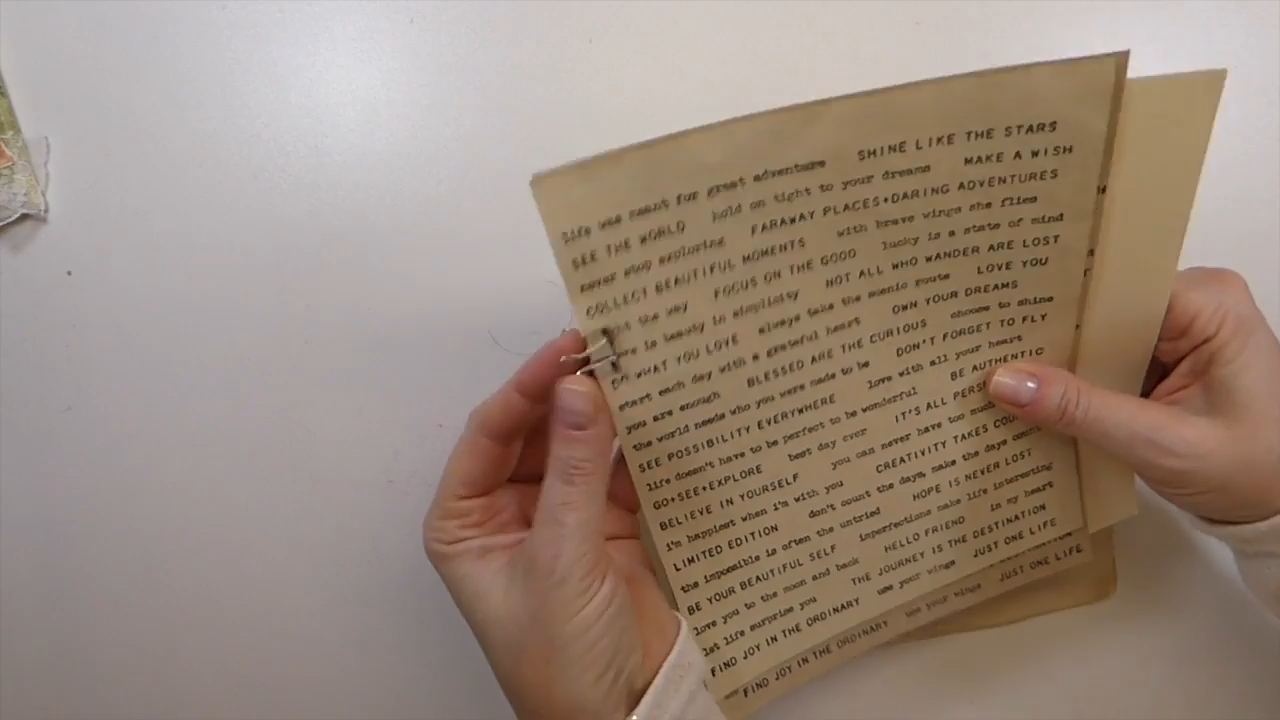 life was meant for great adventure SHINE LIKE THE STARS
SEE THE WORLD hold on tight to your dreams MAKE A WISH
never stop exploring FARAWAY PLACES+DARING ADVENTURES
COLLECT BEAUTIFUL MOMENTS with brave wings she flies
the way FOCUS ON THE GOOD lucky is a state of mind
is beauty in simplicity NOT ALL WHO WANDER ARE LOST
DO WHAT YOU LOVE always take the scenic route LOVE YOU
start each day with a grateful heart OWN YOUR DREAMS
you are enough BLESSED ARE THE CURIOUS choose to shine
the world needs who you were made to be DON'T FORGET TO FLY
SEE POSSIBILITY EVERYWHERE love with all your heart
life doesn't have to be perfect to be wonderful BE AUTHENTIC
GO+SEE+EXPLORE best day ever IT'S ALL
BELIEVE IN YOURSELF you can never have too much
i'm happiest when i'm with you CREATIVITY TAKES
LIMITED EDITION don't count the days, make the days count
the impossible is often the untried HOPE IS NEVER LOST
BE YOUR BEAUTIFUL SELF imperfections make life interesting
love you to the moon and back HELLO FRIEND in my heart
let life surprise you THE JOURNEY IS THE DESTINATION
FIND JOY IN THE ORDINARY use your wings JUST ONE LIFE
FIND JOY IN THE ORDINARY use your wings JUST ONE LIFE